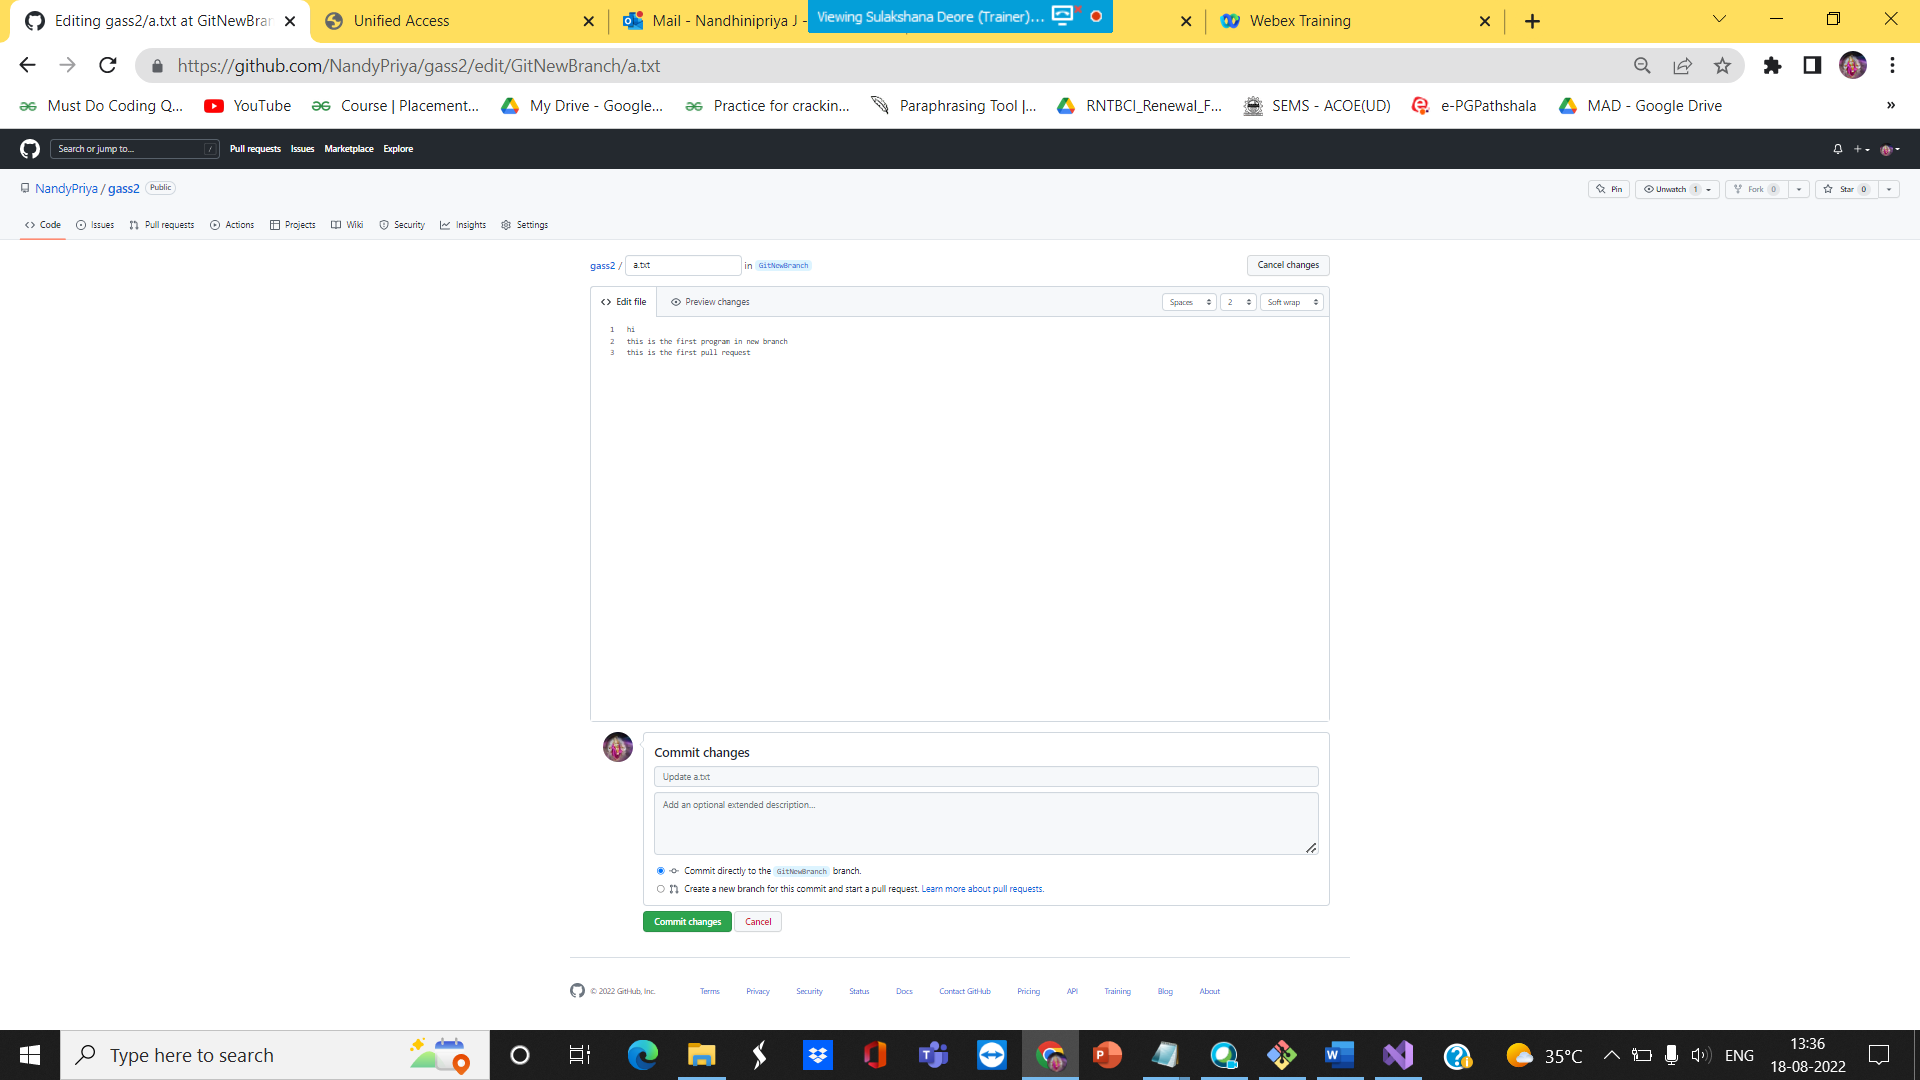 Editing gass2/a.txt at GitNewBran
Unified Access
Mail - Nandhinipriya J -
Viewing Sulakshana Deore (Trainer)...
Webex Training
https://github.com/NandyPriya/gass2/edit/GitNewBranch/a.txt
Must Do Coding Q...
YouTube
Course | Placement...
My Drive - Google...
Practice for crackin...
Paraphrasing Tool |...
RNTBCI_Renewal_F...
SEMS - ACOE(UD)
e-PGPathshala
MAD - Google Drive
»
Search or jump to... /
Pull requests Issues Marketplace Explore
NandyPriya / gass2 Public
Pin
Unwatch 1
Fork 0
Star 0
Code Issues Pull requests Actions Projects Wiki Security Insights Settings
gass2 / a.txt in GitNewBranch
Cancel changes
Edit file Preview changes
Spaces 2 Soft wrap
1 hi
2 this is the first program in new branch
3 this is the first pull request
Commit changes
Update a.txt
Add an optional extended description...
Commit directly to the GitNewBranch branch.
Create a new branch for this commit and start a pull request. Learn more about pull requests.
Commit changes Cancel
© 2022 GitHub, Inc. Terms Privacy Security Status Docs Contact GitHub Pricing API Training Blog About
Type here to search
35°C
ENG
13:36
18-08-2022